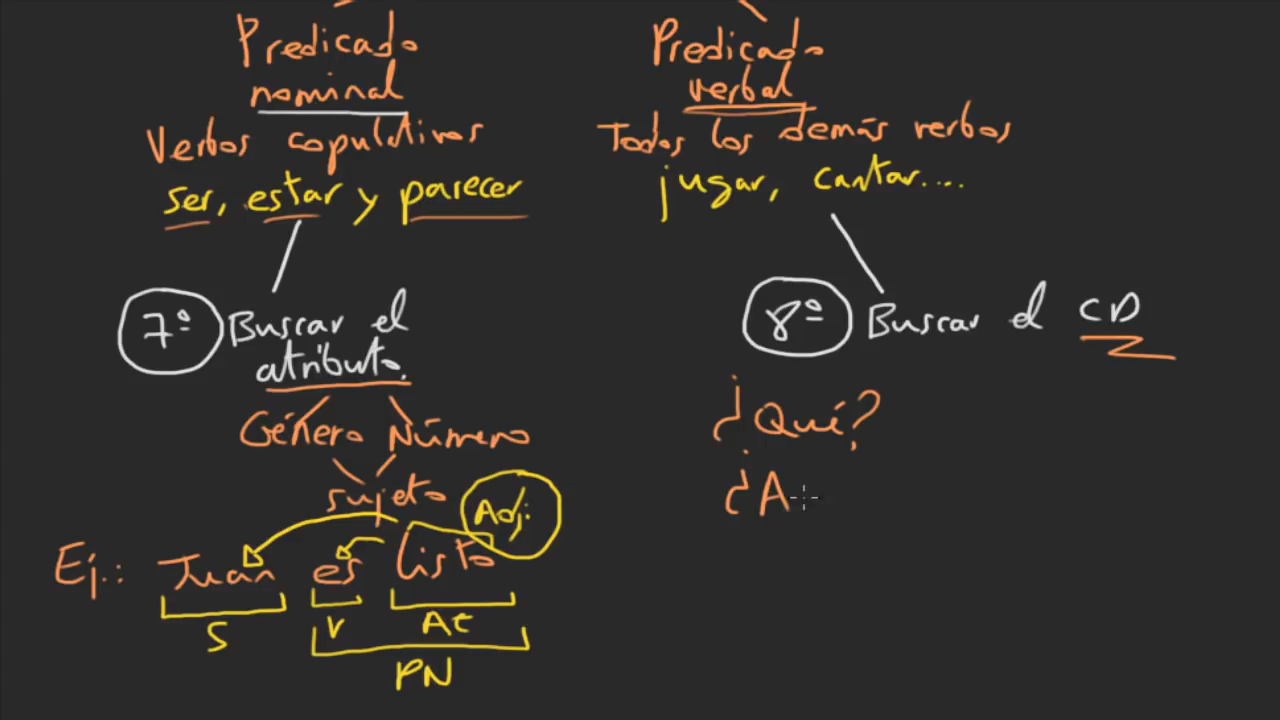 Predicado
nominal
Verbos copulativos
ser, estar y parecer
7º Buscar el
atributo.
Género Número
sujeto
Adj.
Ej.: Juan es listo
S
V
At
PN
Predicado
verbal
Todos los demás verbos
jugar, cantar....
8º Buscar el CD
¿Qué?
¿A